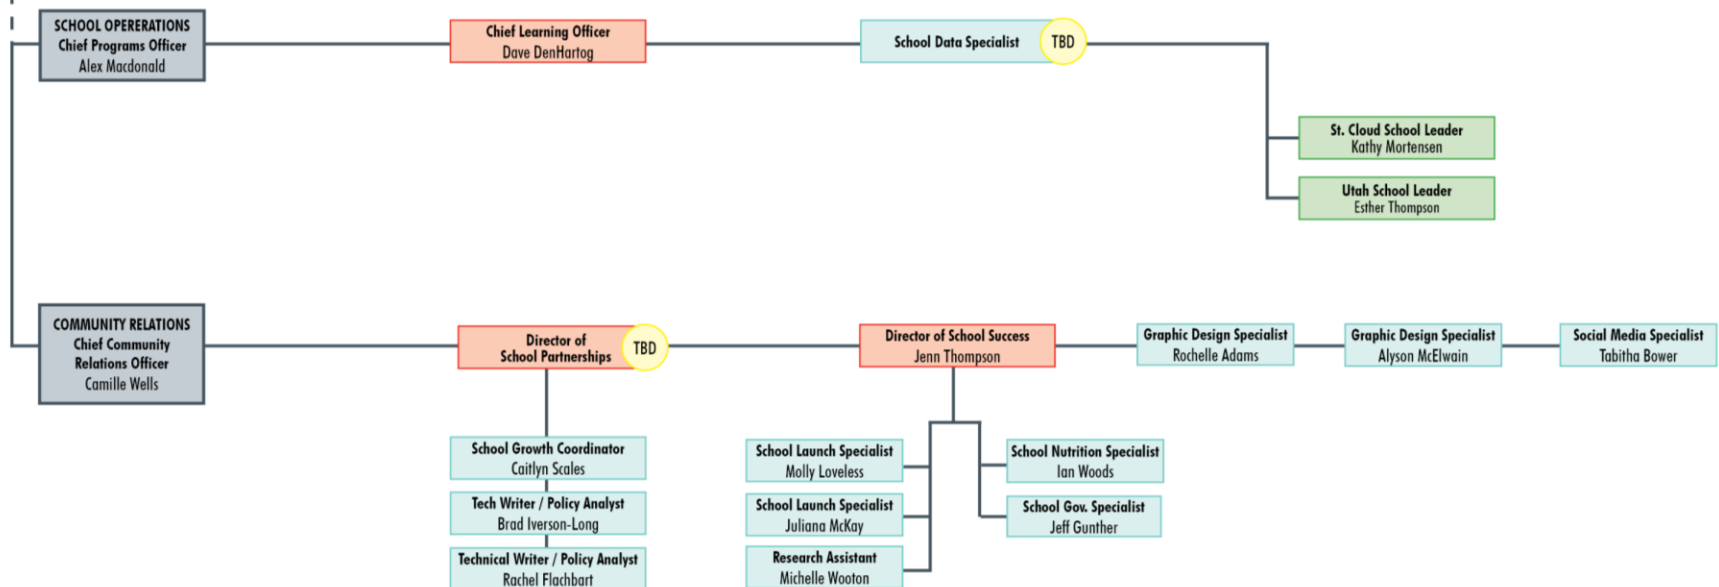 SCHOOL OPERERATIONS
Chief Programs Officer
Alex Macdonald
Chief Learning Officer
Dave DenHartog
School Data Specialist
TBD
St. Cloud School Leader
Kathy Mortensen
Utah School Leader
Esther Thompson
COMMUNITY RELATIONS
Chief Community
Relations Officer
Camille Wells
Director of
School Partnerships
TBD
Director of School Success
Jenn Thompson
Graphic Design Specialist
Rochelle Adams
Graphic Design Specialist
Alyson McElwain
Social Media Specialist
Tabitha Bower
School Growth Coordinator
Caitlyn Scales
Tech Writer / Policy Analyst
Brad Iverson-Long
Technical Writer / Policy Analyst
Rachel Flachbart
School Launch Specialist
Molly Loveless
School Launch Specialist
Juliana McKay
Research Assistant
Michelle Wooton
School Nutrition Specialist
Ian Woods
School Gov. Specialist
Jeff Gunther